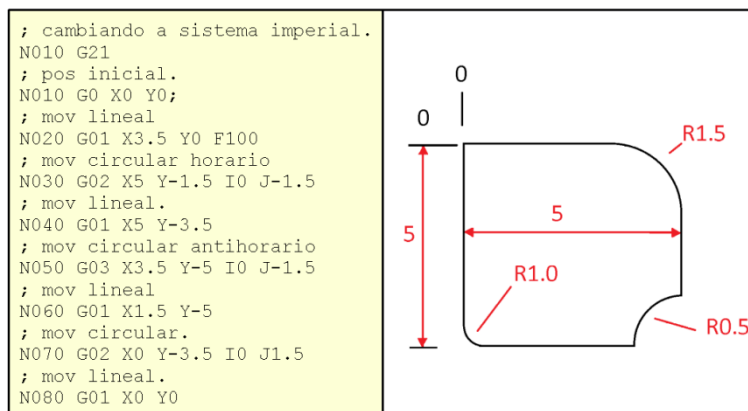 ; cambiando a sistema imperial.
N010 G21
; pos inicial.
N010 G0 X0 Y0;
; mov lineal
N020 G01 X3.5 Y0 F100
; mov circular horario
N030 G02 X5 Y-1.5 I0 J-1.5
; mov lineal.
N040 G01 X5 Y-3.5
; mov circular antihorario
N050 G03 X3.5 Y-5 I0 J-1.5
; mov lineal
N060 G01 X1.5 Y-5
; mov circular.
N070 G02 X0 Y-3.5 I0 J1.5
; mov lineal.
N080 G01 X0 Y0
0
0
R1.5
5
5
R1.0
R0.5